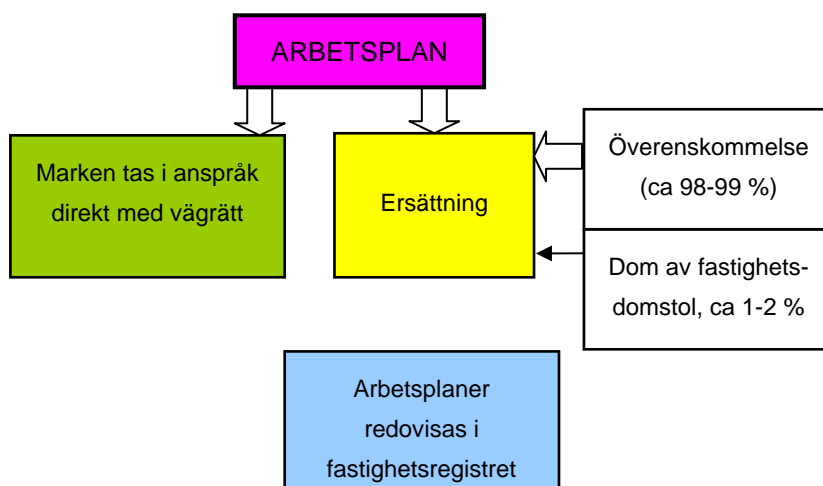 ARBETSPLAN
Marken tas i anspråk
direkt med vägrätt
Ersättning
Överenskommelse
(ca 98-99 %)
Dom av fastighets-
domstol, ca 1-2 %
Arbetsplaner
redovisas i
fastighetsregistret